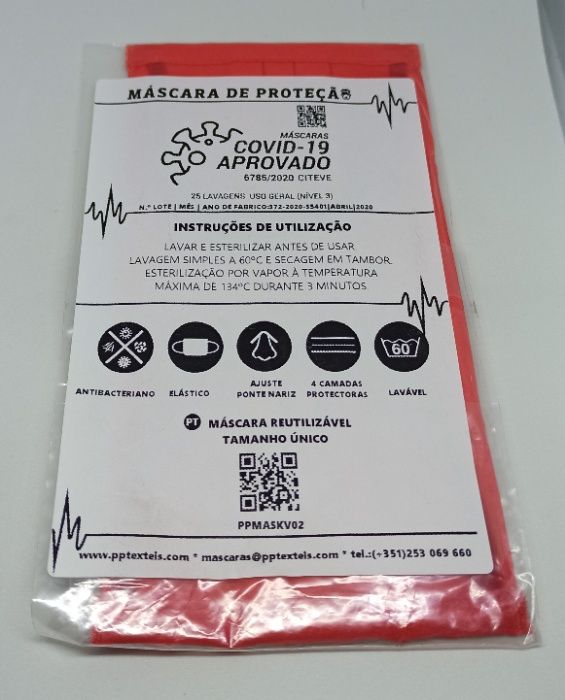 MÁSCARA DE PROTEÇÃO
MÁSCARAS
COVID-19
APROVADO
6785/2020 CITEVE
25 LAVAGENS USO GERAL (NÍVEL 3)
N.º LOTE | MÊS | ANO DE FABRICO:372-2020-35401|ABRIL|2020
INSTRUÇÕES DE UTILIZAÇÃO
LAVAR E ESTERILIZAR ANTES DE USAR
LAVAGEM SIMPLES A 60ºC E SECAGEM EM TAMBOR.
ESTERILIZAÇÃO POR VAPOR À TEMPERATURA
MÁXIMA DE 134ºC DURANTE 3 MINUTOS
60
ANTIBACTERIANO
ELÁSTICO
AJUSTE
PONTE NARIZ
4 CAMADAS
PROTECTORAS
LAVÁVEL
PT MÁSCARA REUTILIZÁVEL
TAMANHO ÚNICO
PPMASKV02
www.pptexteis.com * mascaras@pptexteis.com * tel.:(+351)253 069 660